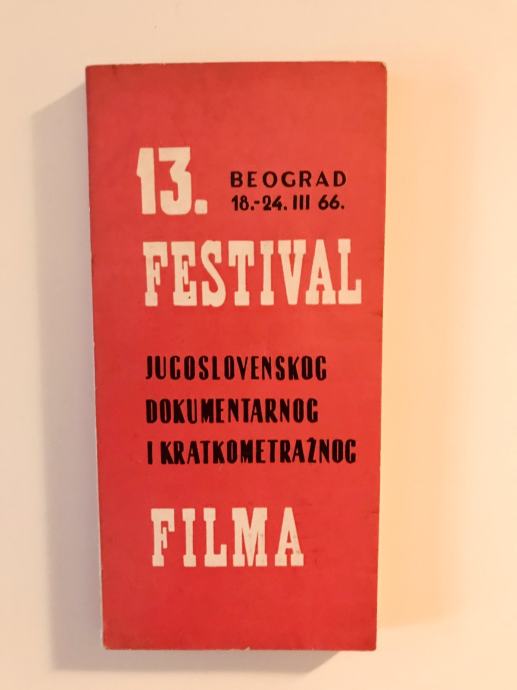 13.
BEOGRAD
18.-24. III 66.
FESTIVAL
JUGOSLOVENSKOG
DOKUMENTARNOG
I KRATKOMETRAŽNOG
FILMA